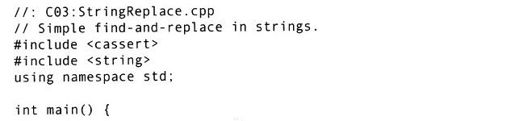 //: C03:StringReplace.cpp
// Simple find-and-replace in strings.
#include <cassert>
#include <string>
using namespace std;
int main() {